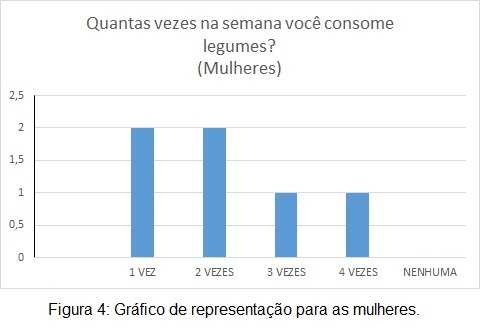 Quantas vezes na semana você consome
legumes?
(Mulheres)
2,5
2
1,5
1
0,5
0
1 VEZ 2 VEZES 3 VEZES 4 VEZES NENHUMA
Figura 4: Gráfico de representação para as mulheres.